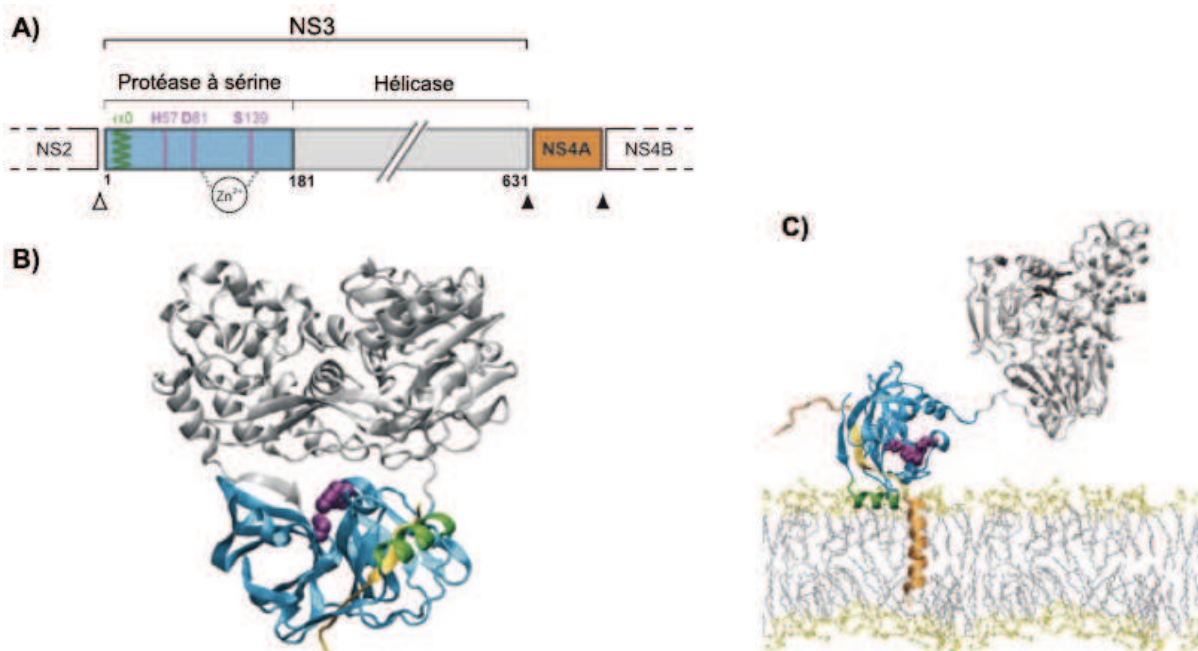 A)
NS3
Protéase à sérine Hélicase
α0 H57 D81 S139
NS2 NS4A NS4B
1 181 631
Zn²⁺
B)
C)